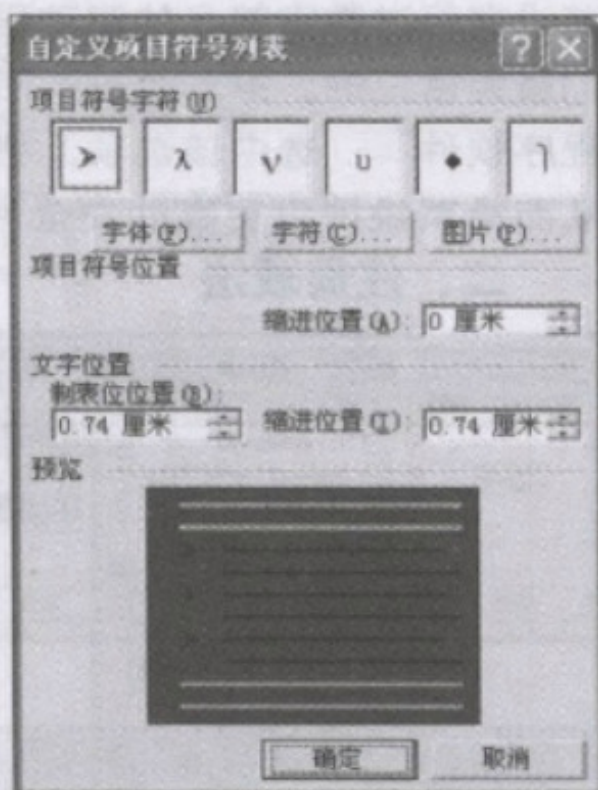 自定义项目符号列表
项目符号字符(U)
➢ λ ν υ ◆ ⌉
字体(F)... 字符(C)... 图片(P)...
项目符号位置
缩进位置(A): 0 厘米
文字位置
制表位位置(B):
0.74 厘米 缩进位置(I): 0.74 厘米
预览
确定 取消